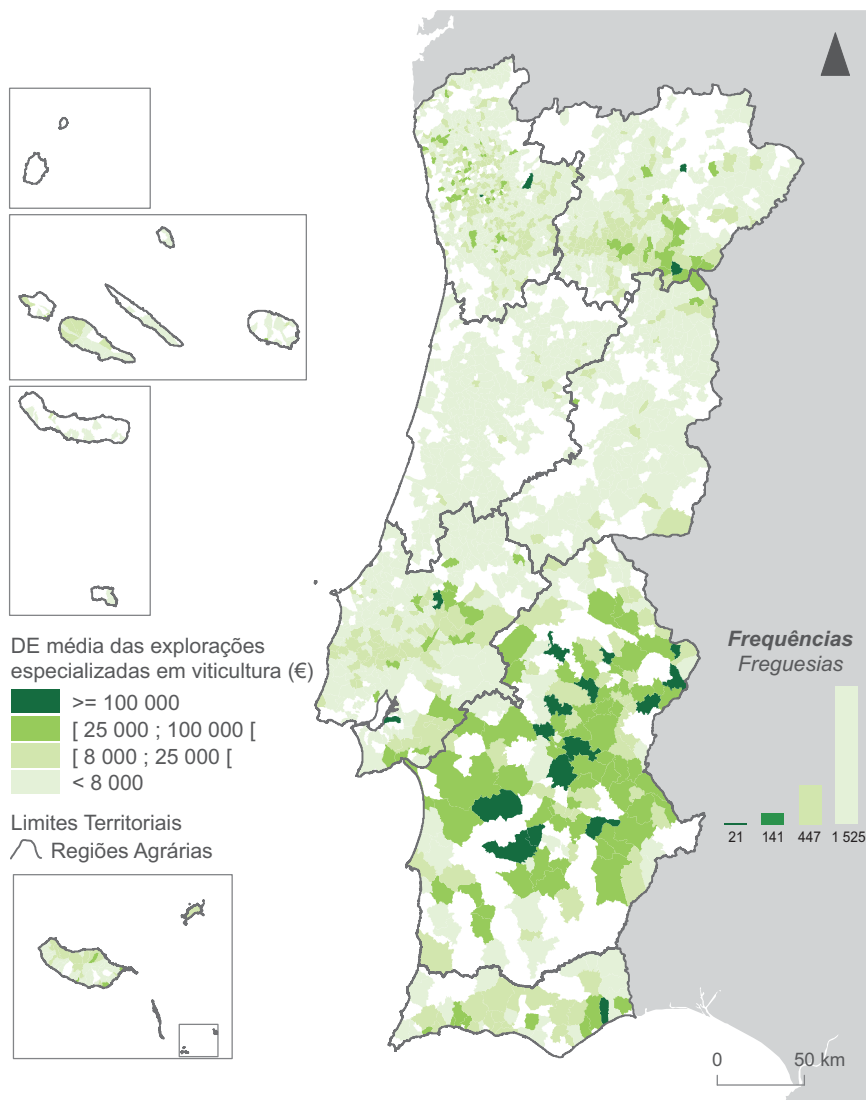 DE média das explorações
especializadas em viticultura (€)
>= 100 000
[ 25 000 ; 100 000 [
[ 8 000 ; 25 000 [
< 8 000
Limites Territoriais
Regiões Agrárias
Frequências
Freguesias
21
141
447
1 525
0
50 km